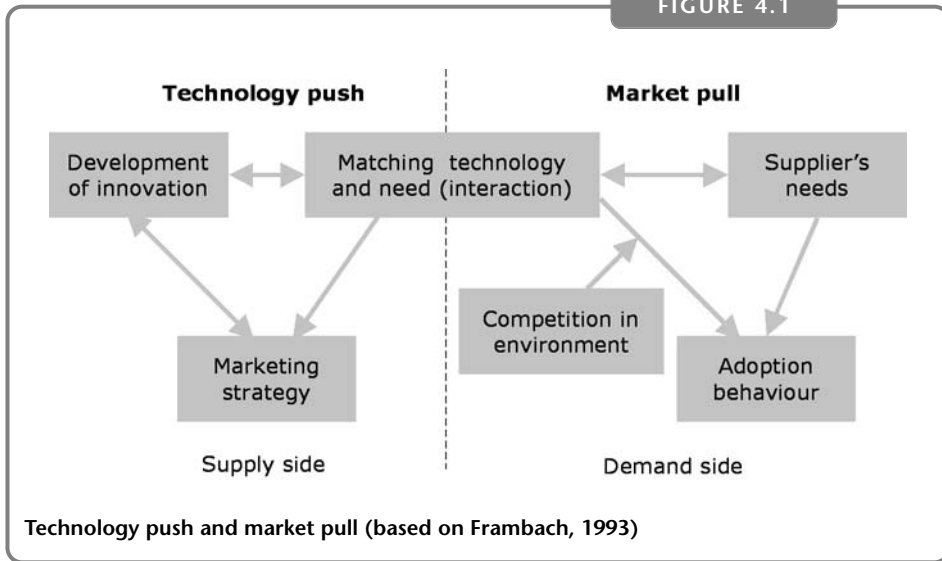 FIGURE 4.1
Technology push
Market pull
Development
of innovation
Matching technology
and need (interaction)
Supplier's
needs
Competition in
environment
Marketing
strategy
Adoption
behaviour
Supply side
Demand side
Technology push and market pull (based on Frambach, 1993)